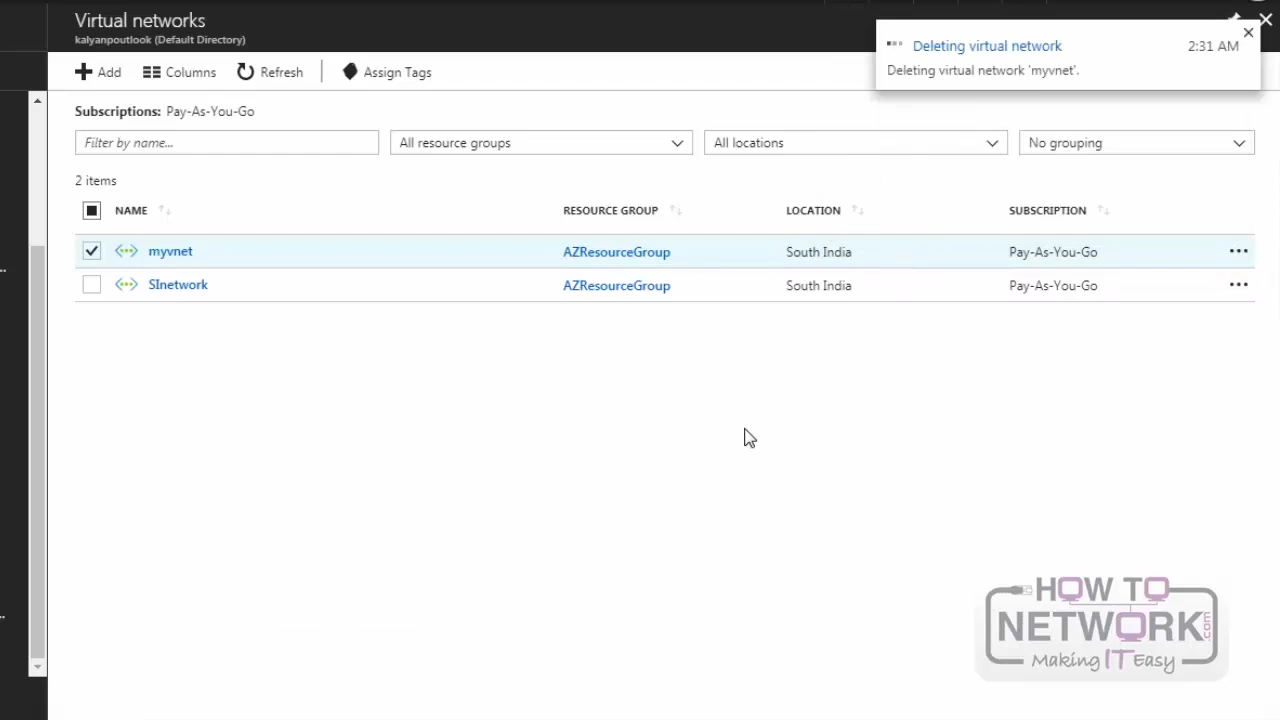 Virtual networks
kalyanpoutlook (Default Directory)
Deleting virtual network 2:31 AM
Deleting virtual network 'myvnet'.
Add Columns Refresh Assign Tags
Subscriptions: Pay-As-You-Go
Filter by name... All resource groups All locations No grouping
2 items
NAME RESOURCE GROUP LOCATION SUBSCRIPTION
myvnet AZResourceGroup South India Pay-As-You-Go
SInetwork AZResourceGroup South India Pay-As-You-Go
HOW TO
NETWORK.com
Making IT Easy